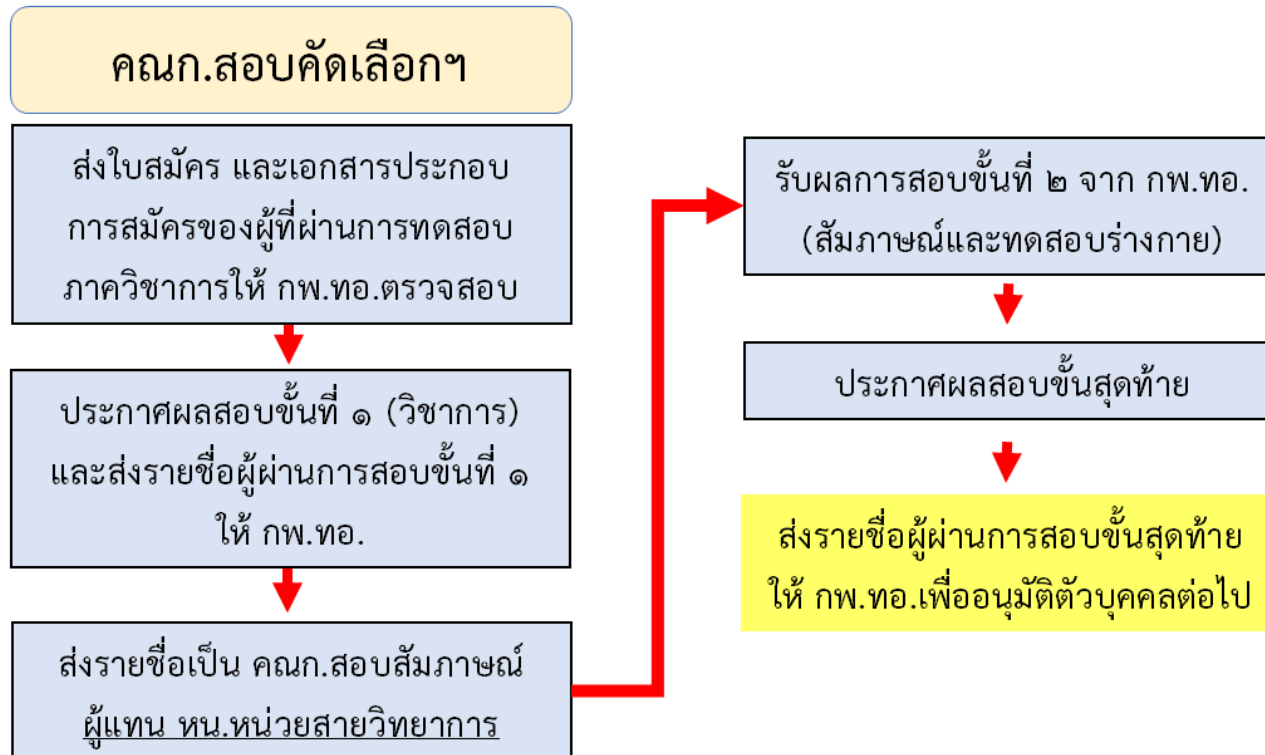 คณก.สอบคัดเลือกฯ
ส่งใบสมัคร และเอกสารประกอบ
การสมัครของผู้ที่ผ่านการทดสอบ
ภาควิชาการให้ กพ.ทอ.ตรวจสอบ
ประกาศผลสอบขั้นที่ ๑ (วิชาการ)
และส่งรายชื่อผู้ผ่านการสอบขั้นที่ ๑
ให้ กพ.ทอ.
ส่งรายชื่อเป็น คณก.สอบสัมภาษณ์
ผู้แทน หน.หน่วยสายวิทยาการ
รับผลการสอบขั้นที่ ๒ จาก กพ.ทอ.
(สัมภาษณ์และทดสอบร่างกาย)
ประกาศผลสอบขั้นสุดท้าย
ส่งรายชื่อผู้ผ่านการสอบขั้นสุดท้าย
ให้ กพ.ทอ.เพื่ออนุมัติตัวบุคคลต่อไป